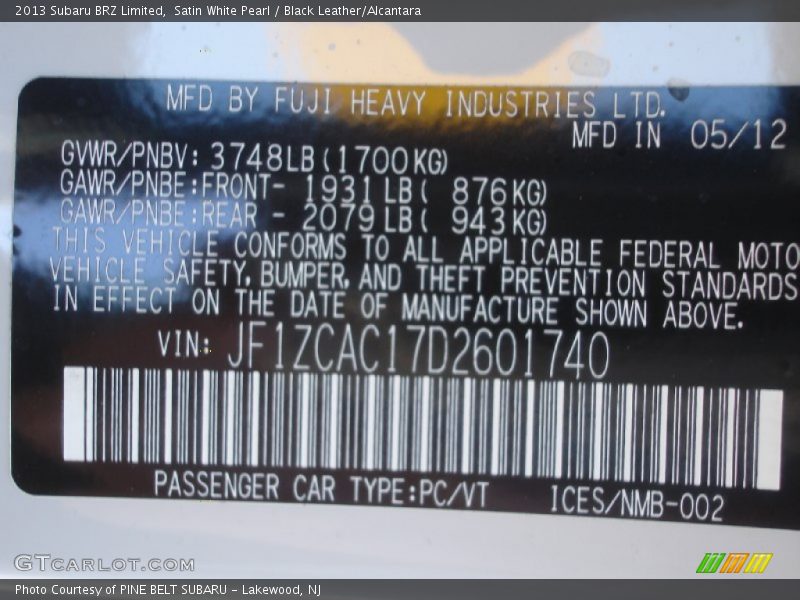 2013 Subaru BRZ Limited, Satin White Pearl / Black Leather/Alcantara
MFD BY FUJI HEAVY INDUSTRIES LTD.
MFD IN 05/12
GVWR/PNBV: 3748LB(1700KG)
GAWR/PNBE:FRONT- 1931LB( 876KG)
GAWR/PNBE:REAR - 2079LB( 943KG)
THIS VEHICLE CONFORMS TO ALL APPLICABLE FEDERAL MOTO
VEHICLE SAFETY, BUMPER, AND THEFT PREVENTION STANDARDS
IN EFFECT ON THE DATE OF MANUFACTURE SHOWN ABOVE.
VIN: JF1ZCAC17D2601740
PASSENGER CAR TYPE:PC/VT ICES/NMB-002
GTCARLOT.COM
Photo Courtesy of PINE BELT SUBARU - Lakewood, NJ